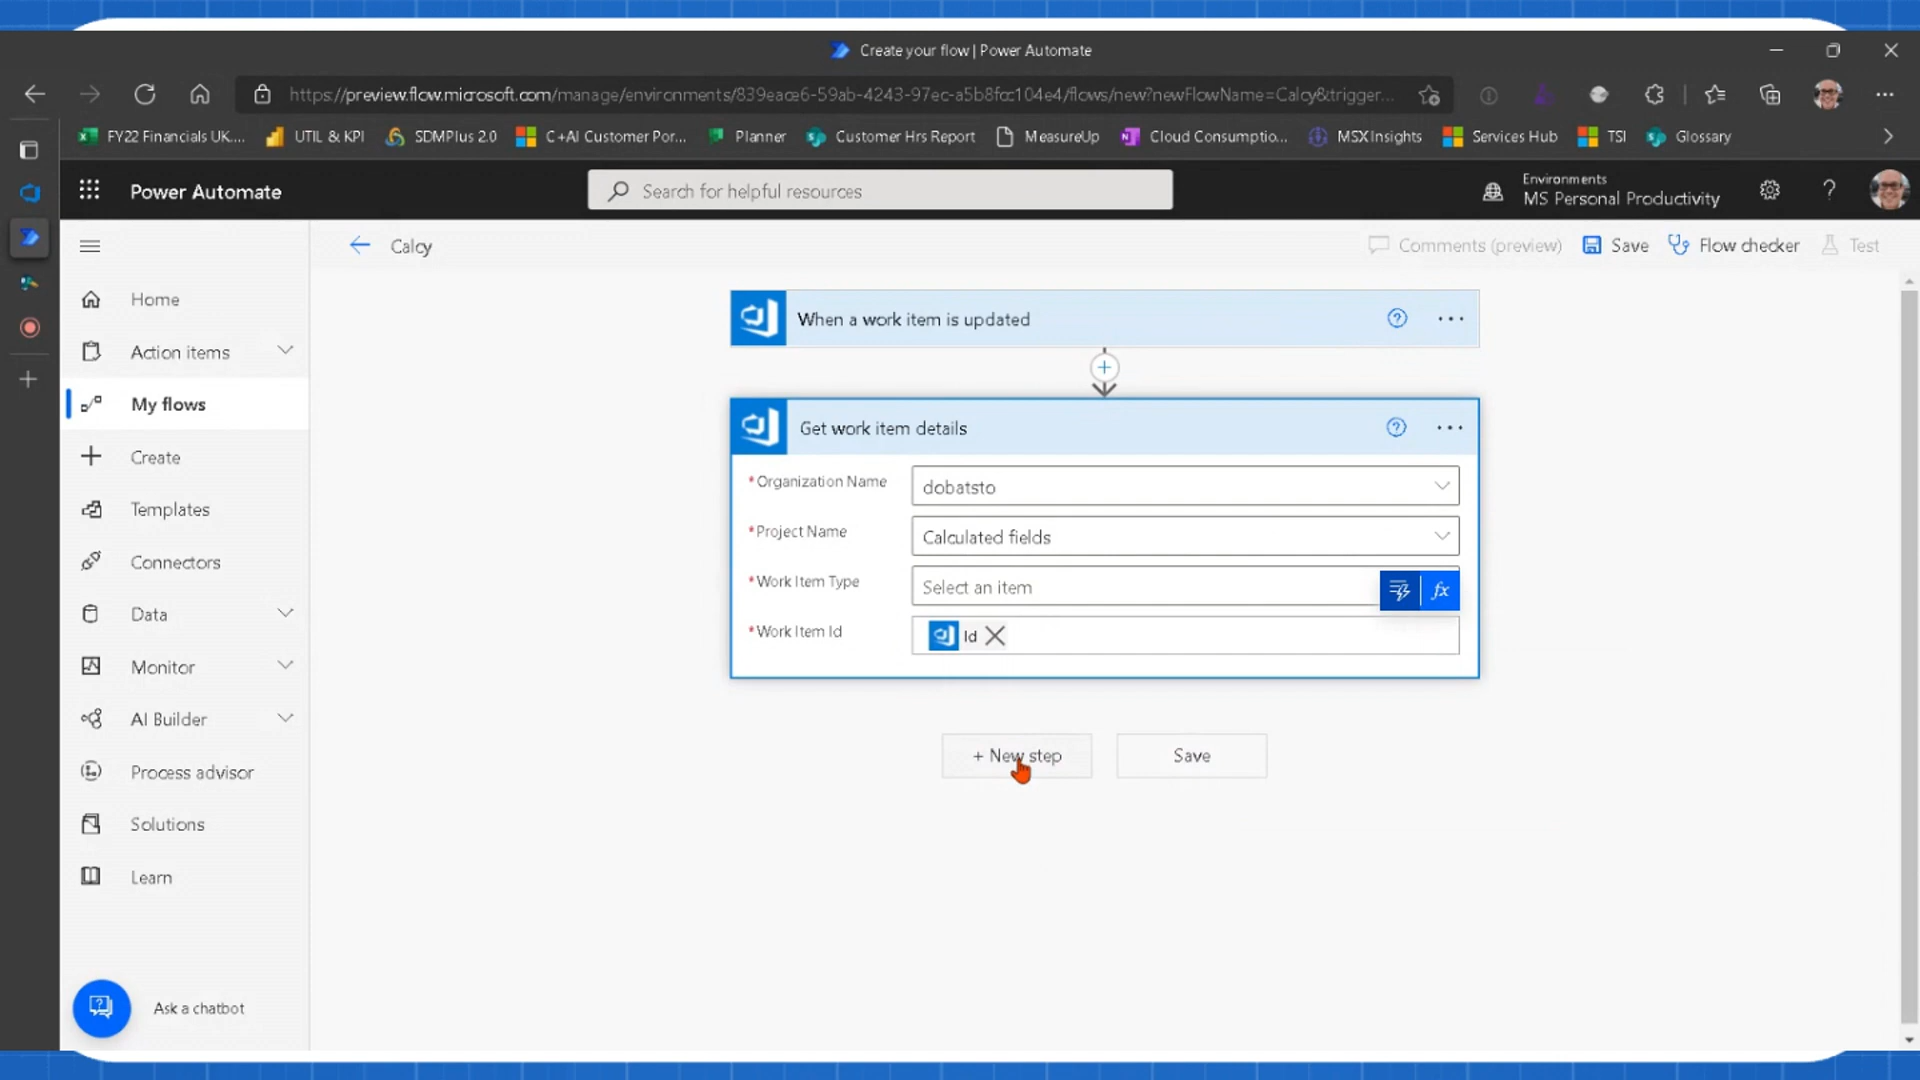 Create your flow | Power Automate
https://preview.flow.microsoft.com/manage/environments/839eace6-59ab-4243-97ec-a5b8fcc104e4/flows/new?newFlowName=Calcy&trigger...
FY22 Financials UK....
UTIL & KPI
SDMPlus 2.0
C+AI Customer Por...
Planner
Customer Hrs Report
MeasureUp
Cloud Consumptio...
MSXInsights
Services Hub
TSI
Glossary
Power Automate
Search for helpful resources
Environments
MS Personal Productivity
Calcy
Comments (preview)
Save
Flow checker
Test
Home
Action items
My flows
Create
Templates
Connectors
Data
Monitor
AI Builder
Process advisor
Solutions
Learn
Ask a chatbot
When a work item is updated
Get work item details
*Organization Name
dobatsto
*Project Name
Calculated fields
*Work Item Type
Select an item
fx
*Work Item Id
Id
+ New step
Save